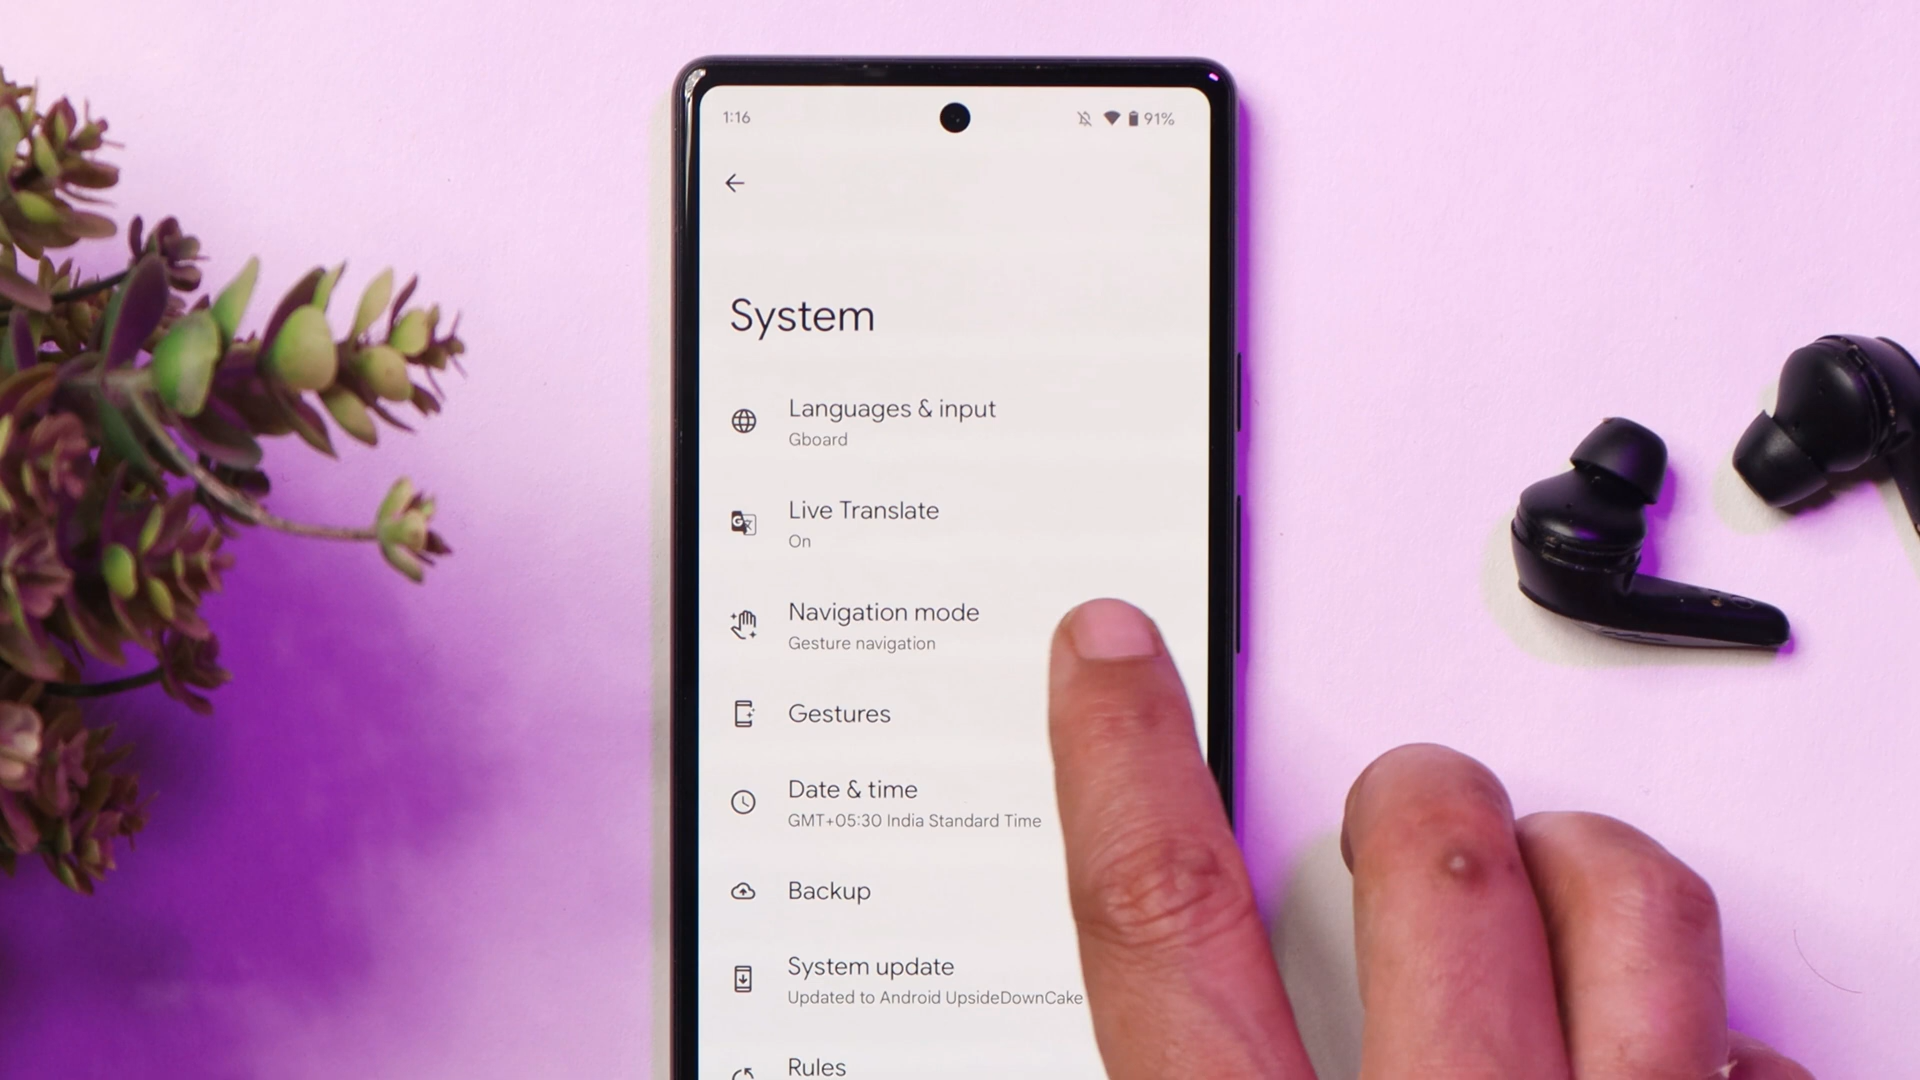 1:16
91%
System
Languages & input
Gboard
Live Translate
On
Navigation mode
Gesture navigation
Gestures
Date & time
GMT+05:30 India Standard Time
Backup
System update
Updated to Android UpsideDownCake
Rules